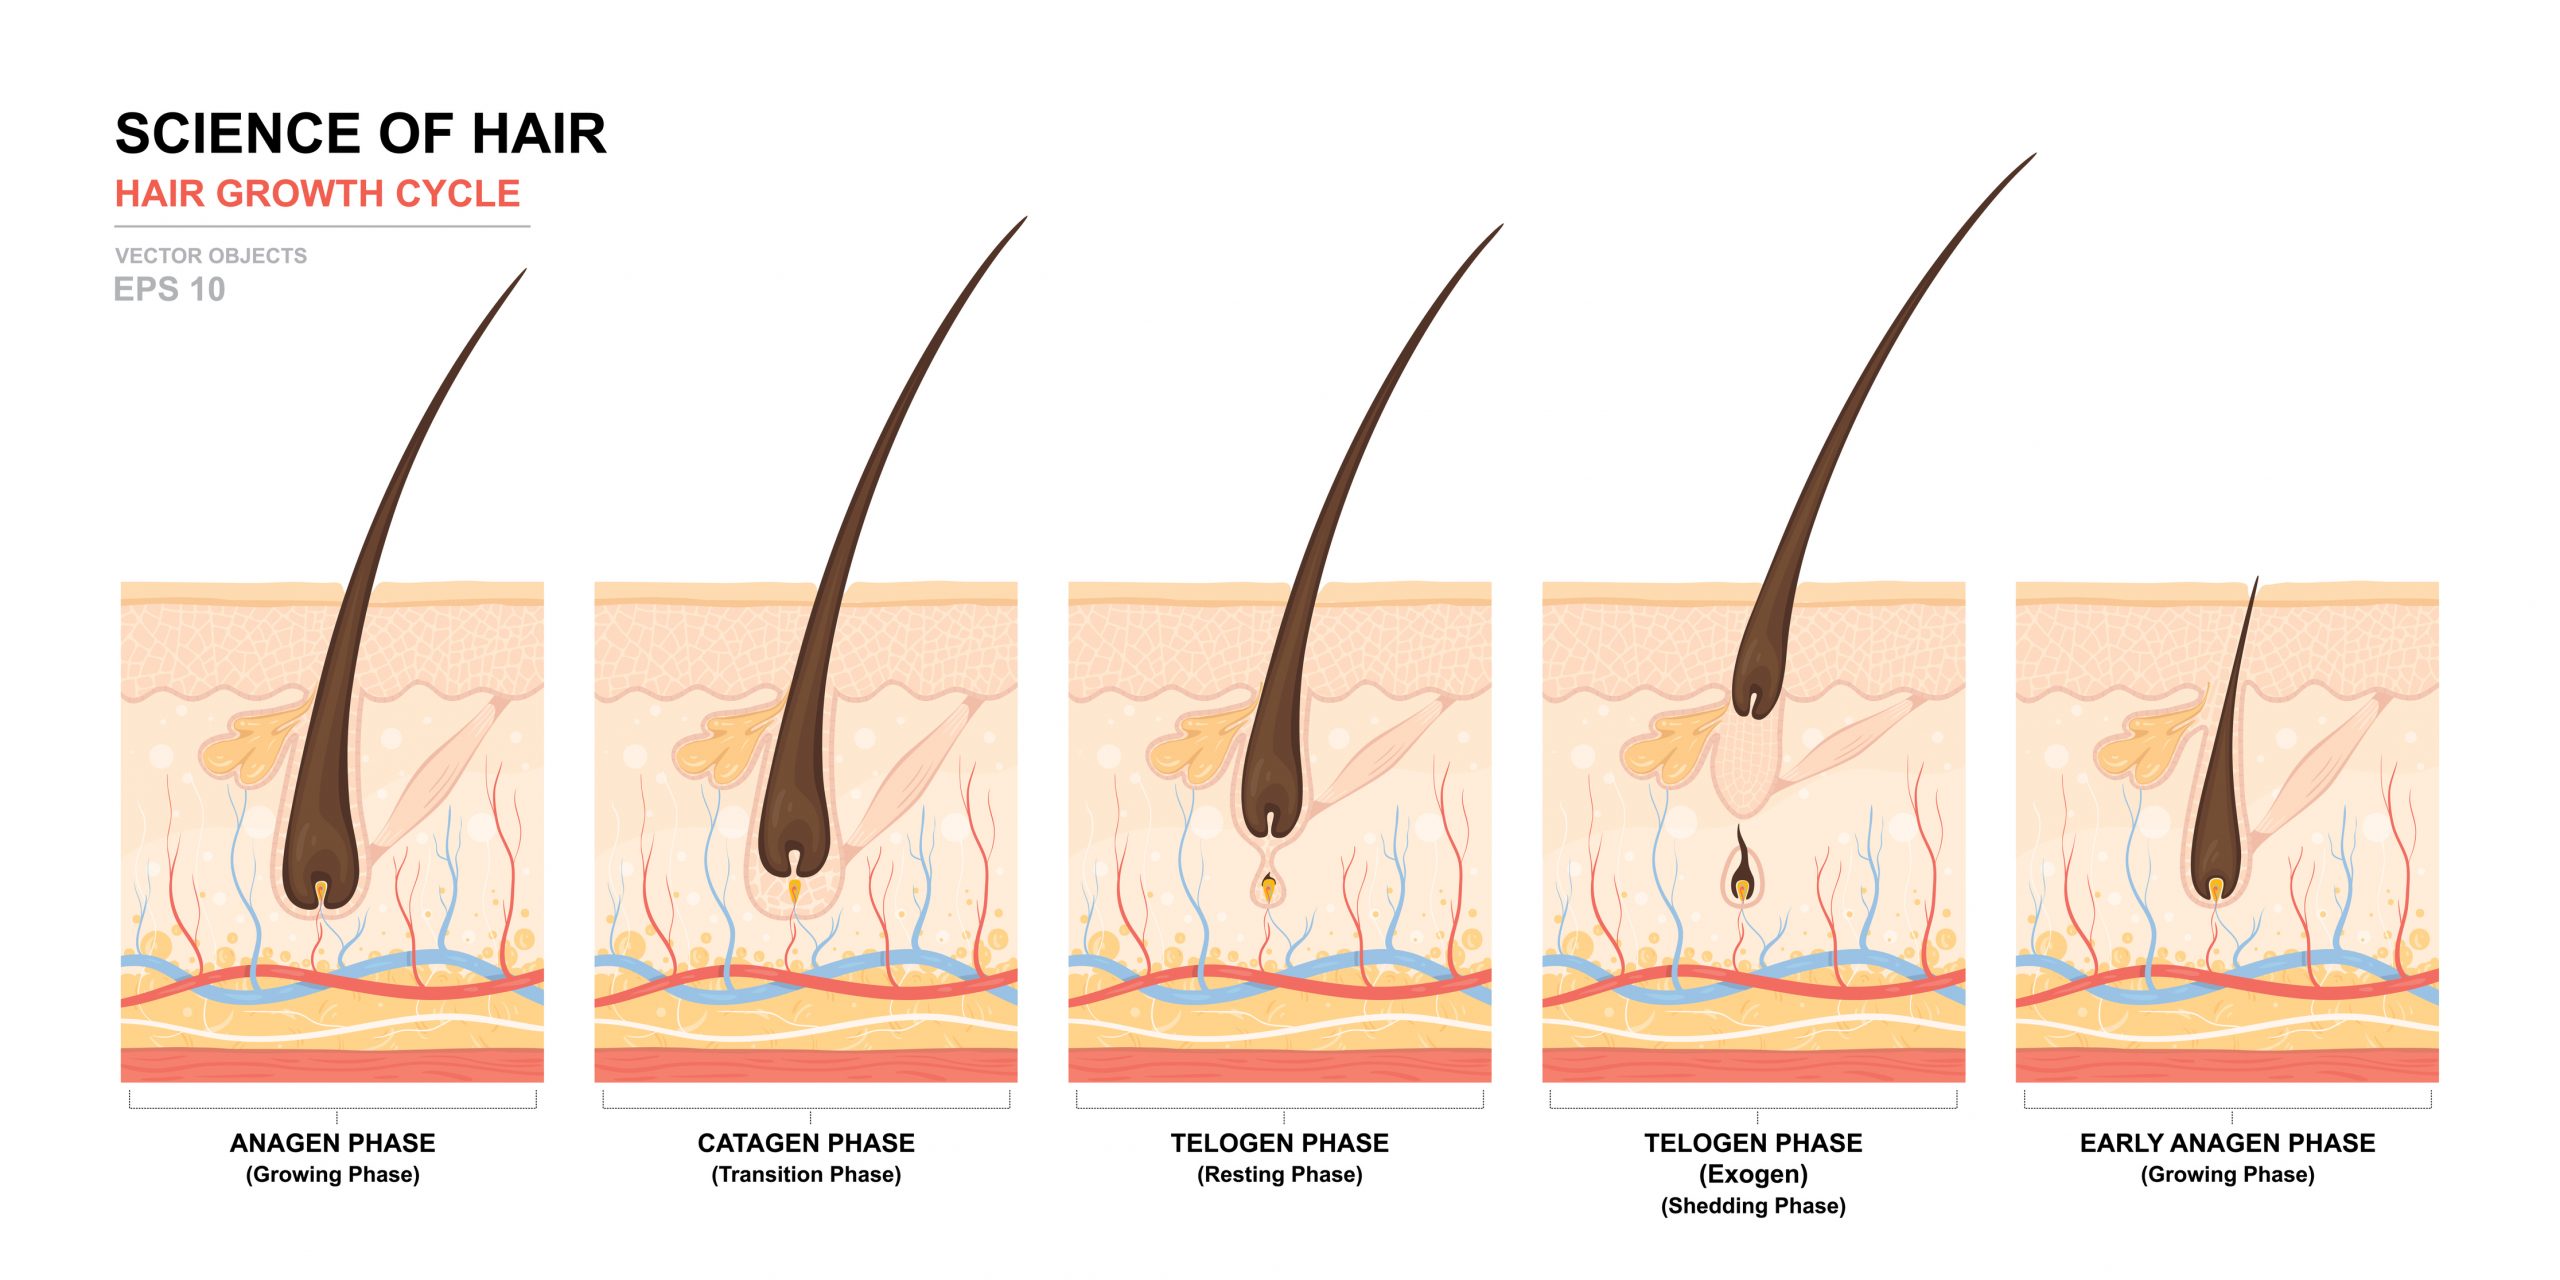 SCIENCE OF HAIR
HAIR GROWTH CYCLE
VECTOR OBJECTS
EPS 10
ANAGEN PHASE
(Growing Phase)
CATAGEN PHASE
(Transition Phase)
TELOGEN PHASE
(Resting Phase)
TELOGEN PHASE
(Exogen)
(Shedding Phase)
EARLY ANAGEN PHASE
(Growing Phase)